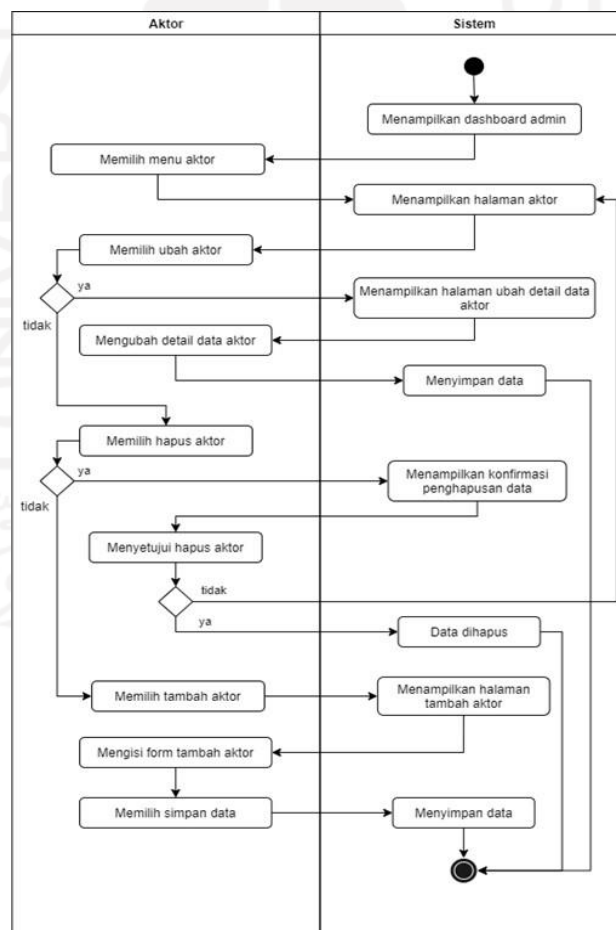 Aktor
Sistem
Menampilkan dashboard admin
Memilih menu aktor
Menampilkan halaman aktor
Memilih ubah aktor
ya
Menampilkan halaman ubah detail data
aktor
tidak
Mengubah detail data aktor
Menyimpan data
Memilih hapus aktor
ya
Menampilkan konfirmasi
penghapusan data
tidak
Menyetujui hapus aktor
tidak
ya
Data dihapus
Memilih tambah aktor
Menampilkan halaman
tambah aktor
Mengisi form tambah aktor
Memilih simpan data
Menyimpan data